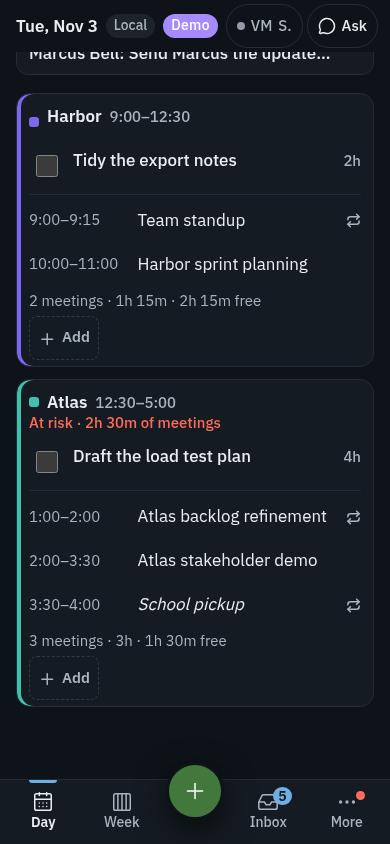 Tue, Nov 3 Local Demo VM S. Ask
Marcus Bell: Send Marcus the update...
Harbor 9:00–12:30
Tidy the export notes 2h
9:00–9:15 Team standup
10:00–11:00 Harbor sprint planning
2 meetings · 1h 15m · 2h 15m free
+ Add
Atlas 12:30–5:00
At risk · 2h 30m of meetings
Draft the load test plan 4h
1:00–2:00 Atlas backlog refinement
2:00–3:30 Atlas stakeholder demo
3:30–4:00 School pickup
3 meetings · 3h · 1h 30m free
+ Add
Day Week Inbox 5 More